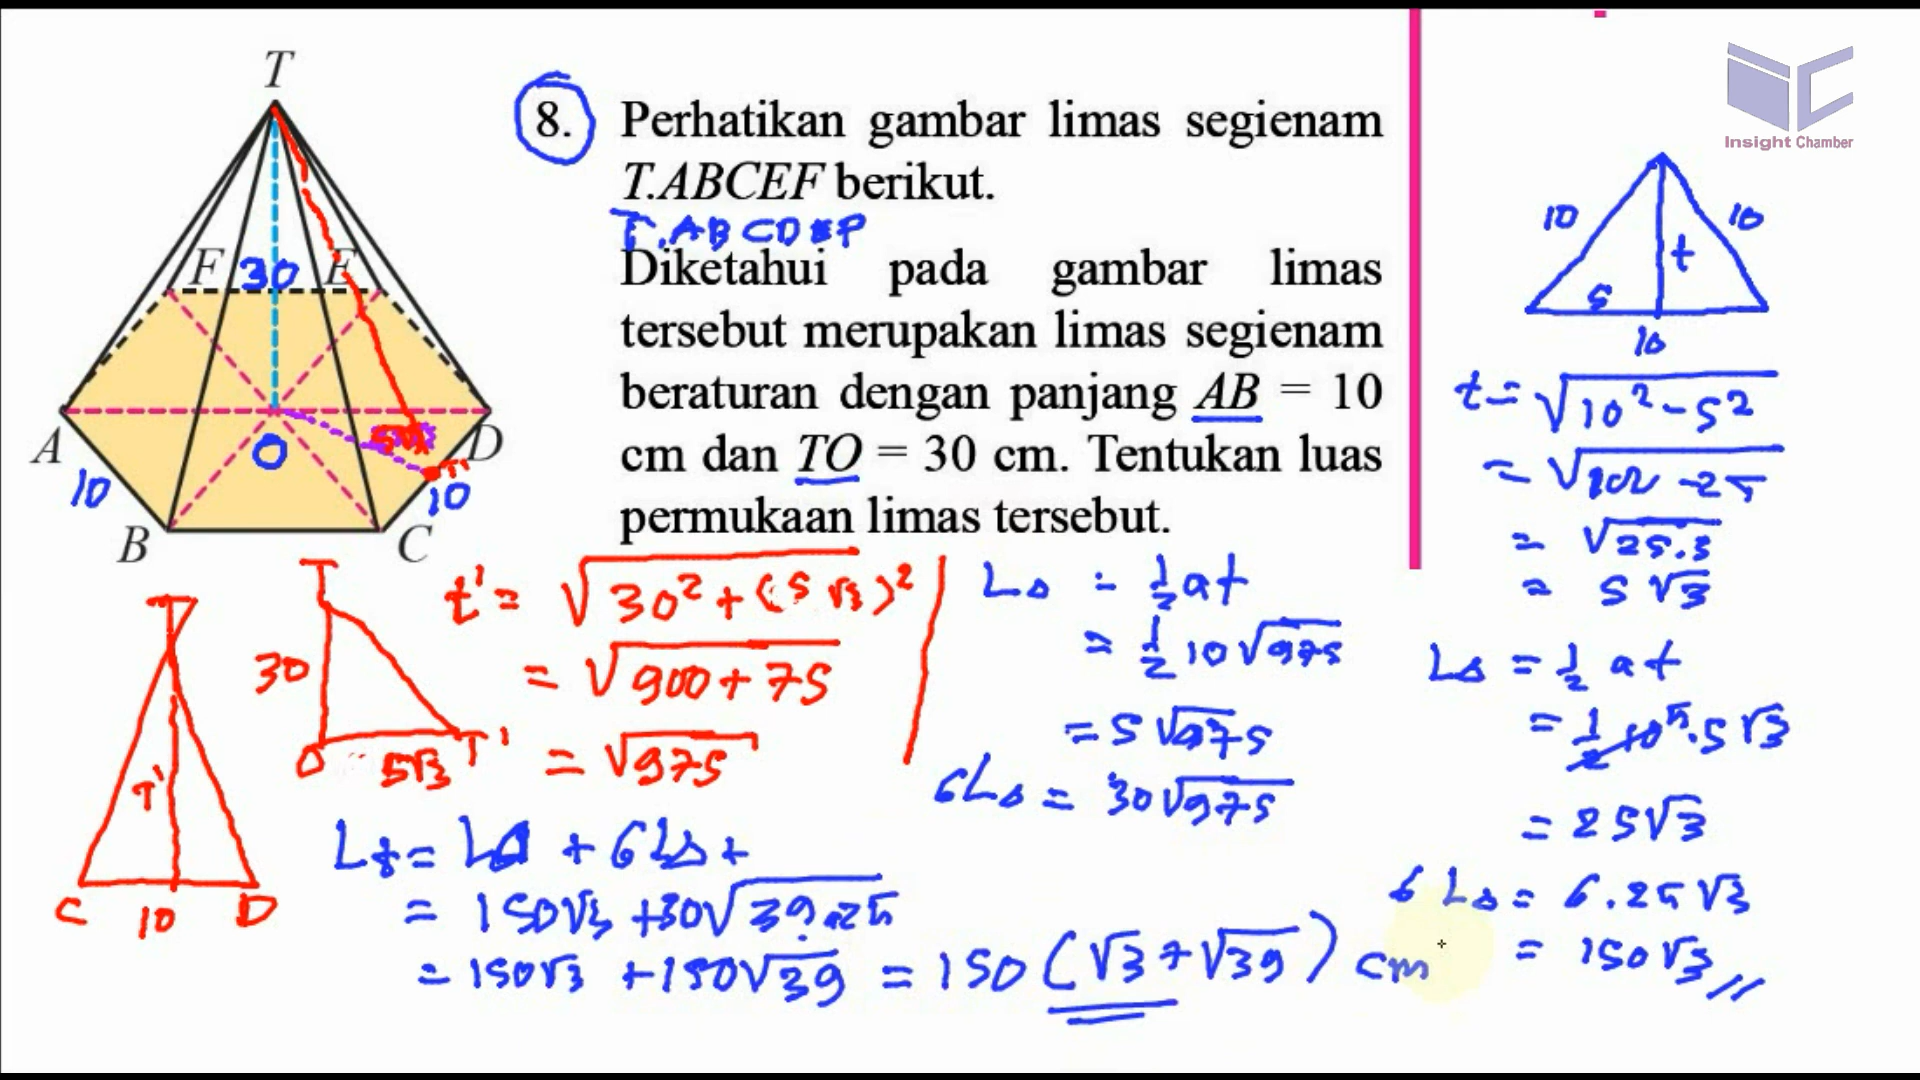 T
F 30 E
A
O
D
10
B
10
C
T'
5√3
8. Perhatikan gambar limas segienam
T.ABCEF berikut.
T.ABCDEF
Diketahui pada gambar limas
tersebut merupakan limas segienam
beraturan dengan panjang AB = 10
cm dan TO = 30 cm. Tentukan luas
permukaan limas tersebut.
Insight Chamber
10
10
t
5
10
t = √10² - 5²
= √100 - 25
= √25.3
= 5√3
L△ = ½ at
= ½ 10⁵.5√3
= 25√3
6 L△ = 6.25√3
= 150√3 //
T
T'
C 10 D
T
30
O 5√3 T'
t' = √30² + (5√3)²
= √900 + 75
= √975
L△ = ½ at
= ½ 10√975
= 5√975
6L△ = 30√975
= 150√3 + 30√39.25
= 150√3 + 150√39 = 150 (√3 + √39) cm